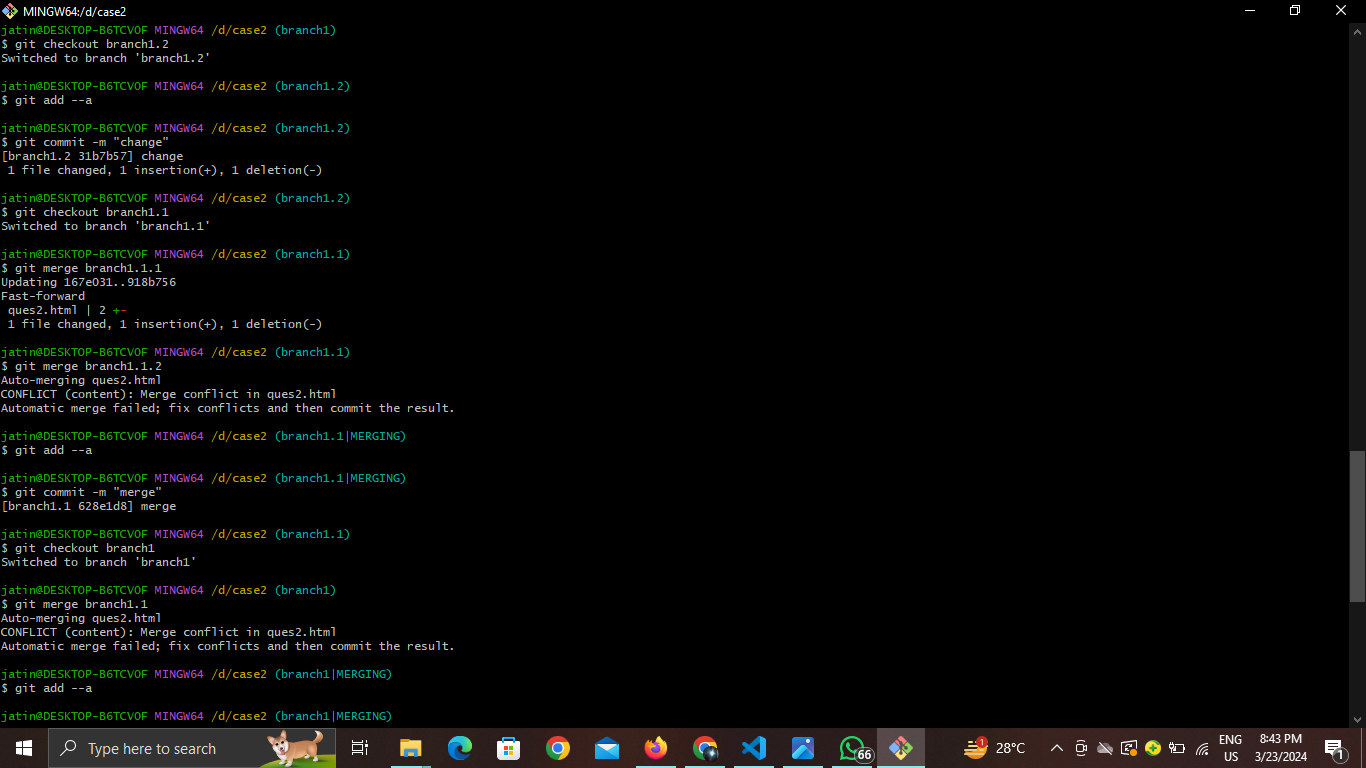 MINGW64:/d/case2
jatin@DESKTOP-B6TCVOF MINGW64 /d/case2 (branch1)
$ git checkout branch1.2
Switched to branch 'branch1.2'
jatin@DESKTOP-B6TCVOF MINGW64 /d/case2 (branch1.2)
$ git add --a
jatin@DESKTOP-B6TCVOF MINGW64 /d/case2 (branch1.2)
$ git commit -m "change"
[branch1.2 31b7b57] change
1 file changed, 1 insertion(+), 1 deletion(-)
jatin@DESKTOP-B6TCVOF MINGW64 /d/case2 (branch1.2)
$ git checkout branch1.1
Switched to branch 'branch1.1'
jatin@DESKTOP-B6TCVOF MINGW64 /d/case2 (branch1.1)
$ git merge branch1.1.1
Updating 167e031..918b756
Fast-forward
ques2.html | 2 +-
1 file changed, 1 insertion(+), 1 deletion(-)
jatin@DESKTOP-B6TCVOF MINGW64 /d/case2 (branch1.1)
$ git merge branch1.1.2
Auto-merging ques2.html
CONFLICT (content): Merge conflict in ques2.html
Automatic merge failed; fix conflicts and then commit the result.
jatin@DESKTOP-B6TCVOF MINGW64 /d/case2 (branch1.1|MERGING)
$ git add --a
jatin@DESKTOP-B6TCVOF MINGW64 /d/case2 (branch1.1|MERGING)
$ git commit -m "merge"
[branch1.1 628e1d8] merge
jatin@DESKTOP-B6TCVOF MINGW64 /d/case2 (branch1.1)
$ git checkout branch1
Switched to branch 'branch1'
jatin@DESKTOP-B6TCVOF MINGW64 /d/case2 (branch1)
$ git merge branch1.1
Auto-merging ques2.html
CONFLICT (content): Merge conflict in ques2.html
Automatic merge failed; fix conflicts and then commit the result.
jatin@DESKTOP-B6TCVOF MINGW64 /d/case2 (branch1|MERGING)
$ git add --a
jatin@DESKTOP-B6TCVOF MINGW64 /d/case2 (branch1|MERGING)
Type here to search
66
1
28°C
ENG
US
8:43 PM
3/23/2024
1